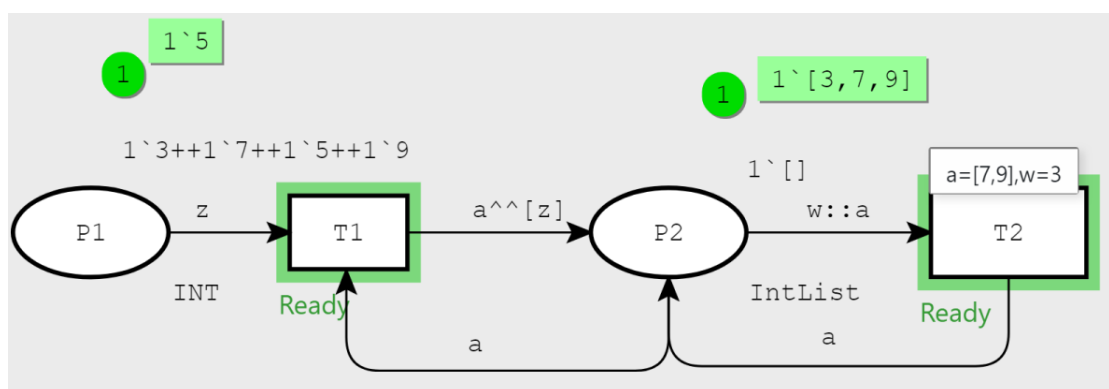 1`5
1
1`[3,7,9]
1
1`3++1`7++1`5++1`9
1`[]
a=[7,9],w=3
P1
z
T1
a^^[z]
P2
w::a
T2
INT
Ready
IntList
Ready
a
a